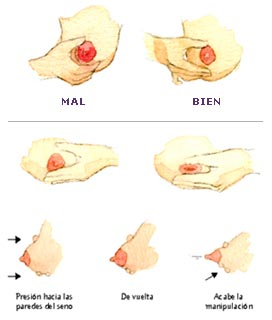 MAL
BIEN
Presión hacia las
paredes del seno
De vuelta
Acabe la
manipulación